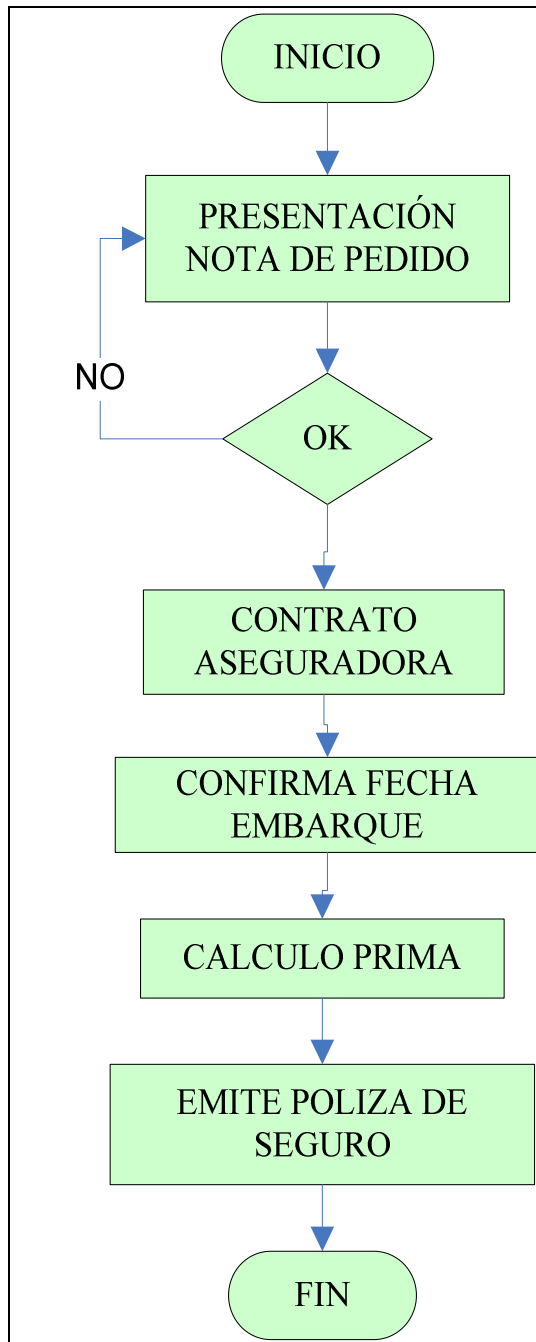 INICIO
PRESENTACIÓN
NOTA DE PEDIDO
NO
OK
CONTRATO
ASEGURADORA
CONFIRMA FECHA
EMBARQUE
CALCULO PRIMA
EMITE POLIZA DE
SEGURO
FIN